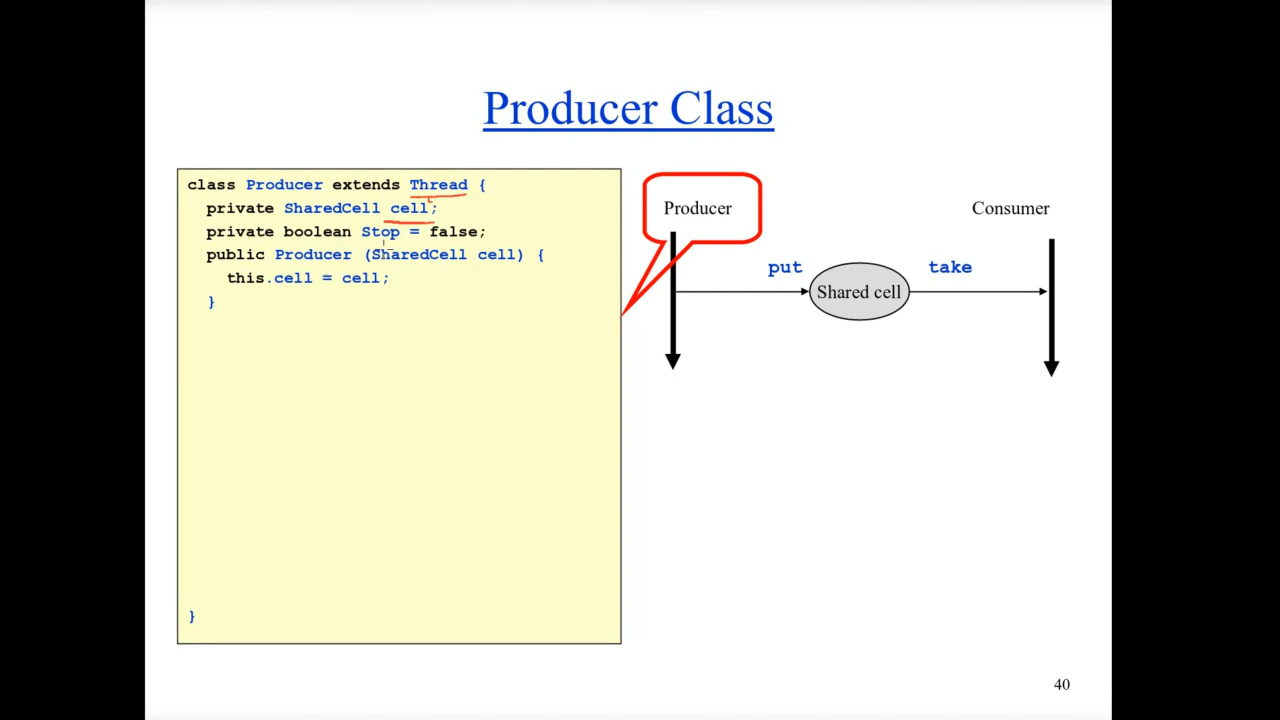 Producer Class
class Producer extends Thread {
private SharedCell cell;
private boolean Stop = false;
public Producer (SharedCell cell) {
this.cell = cell;
}
}
Producer
Consumer
put
take
Shared cell
40